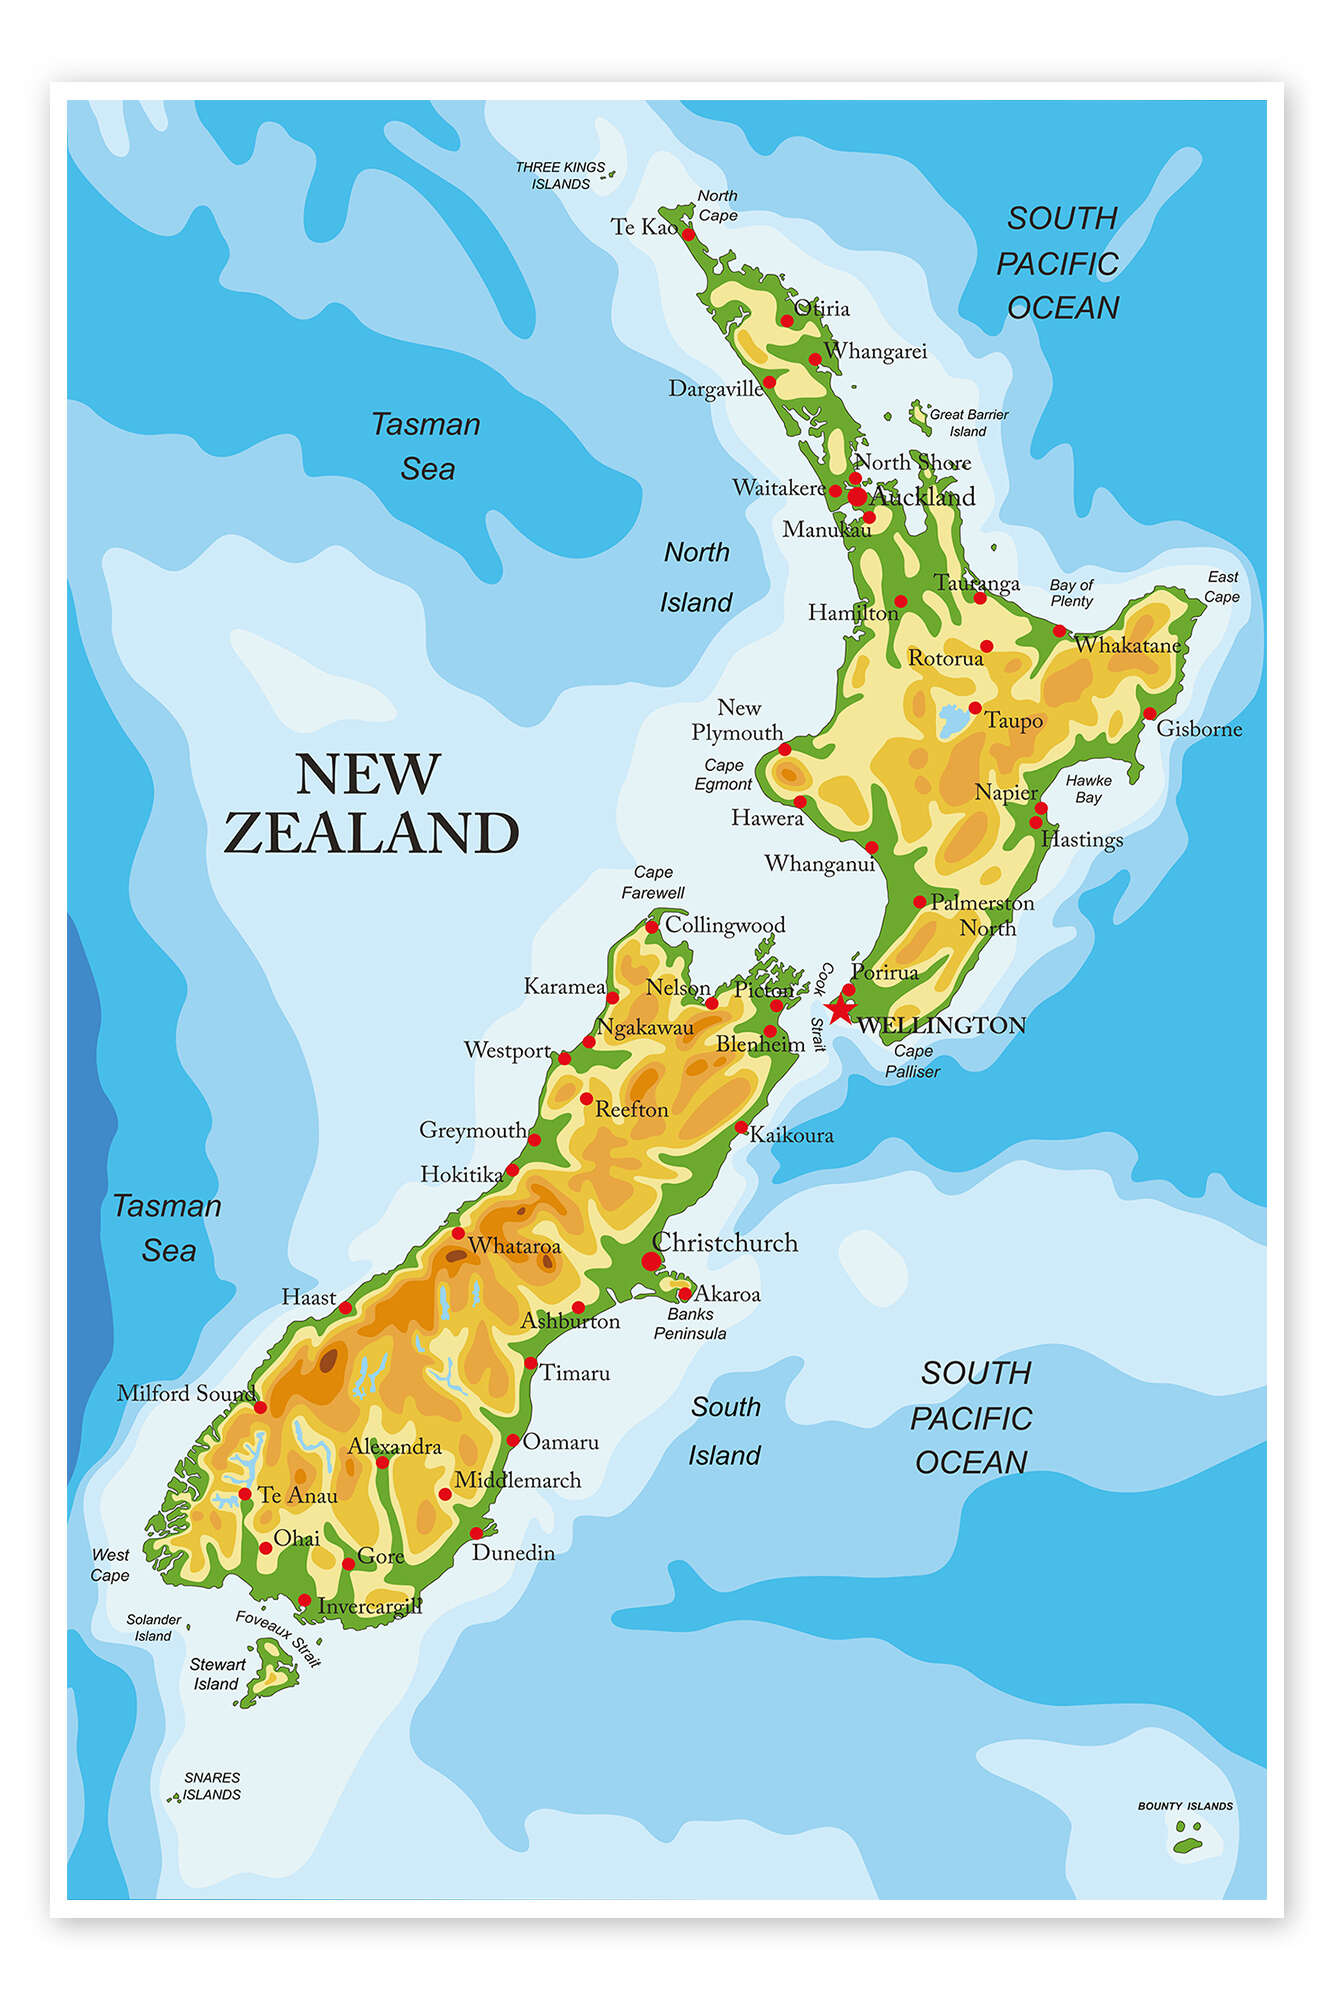 THREE KINGS
ISLANDS
North
Cape
Te Kao
SOUTH
PACIFIC
OCEAN
Otiria
Whangarei
Dargaville
Tasman
Sea
Great Barrier
Island
North Shore
Waitakere
Auckland
Manukau
North
Island
Tauranga
Hamilton
Bay of
Plenty
East
Cape
Whakatane
Rotorua
Taupo
Gisborne
New
Plymouth
Cape
Egmont
Hawera
Napier
Hawke
Bay
Hastings
Whanganui
NEW
ZEALAND
Cape
Farewell
Collingwood
Palmerston
North
Karamea
Nelson
Picton
Cook Strait
Porirua
WELLINGTON
Ngakawau
Westport
Blenheim
Cape
Palliser
Reefton
Greymouth
Kaikoura
Hokitika
Tasman
Sea
Whataroa
Christchurch
Haast
Akaroa
Ashburton
Banks
Peninsula
Timaru
Milford Sound
South
Island
SOUTH
PACIFIC
OCEAN
Alexandra
Oamaru
Middlemarch
Te Anau
Ohai
Gore
Dunedin
West
Cape
Invercargill
Solander
Island
Foveaux Strait
Stewart
Island
SNARES
ISLANDS
BOUNTY ISLANDS